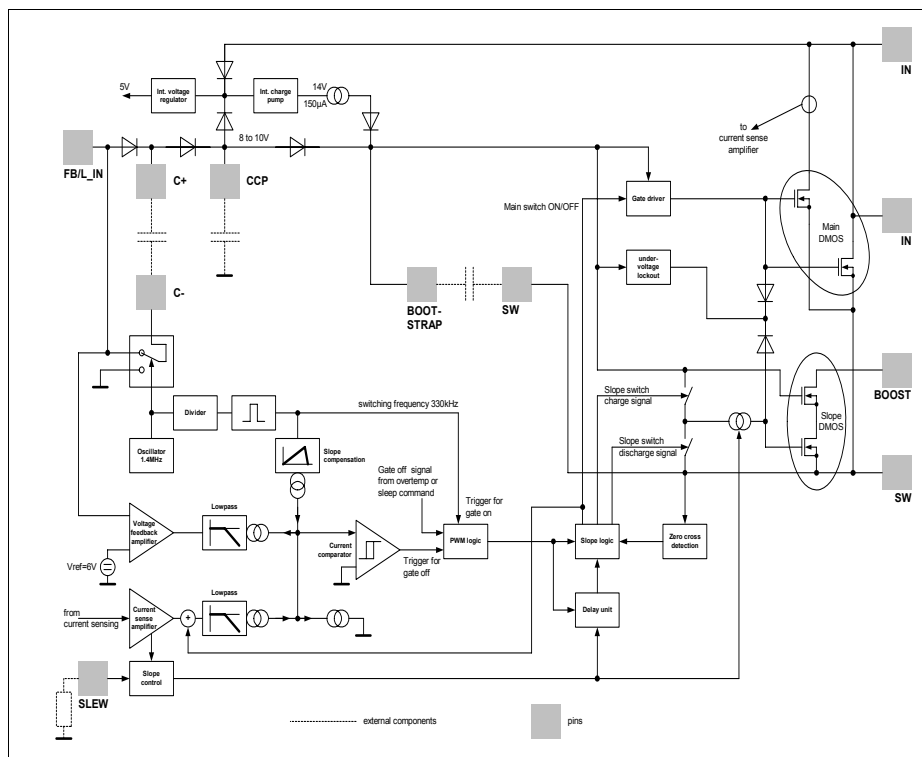 IN
5V
Int. voltage
regulator
Int. charge
pump
14V
150µA
to
current sense
amplifier
8 to 10V
FB/L_IN
C+
CCP
Main switch ON/OFF
Gate driver
IN
Main
DMOS
under-
voltage
lockout
C-
BOOT-
STRAP
SW
BOOST
Slope switch
charge signal
Slope
DMOS
switching frequency 330kHz
Divider
Slope switch
discharge signal
Oscillator
1.4MHz
Slope
compensation
SW
Gate off signal
from overtemp or
sleep command
Trigger for
gate on
Lowpass
Voltage
feedback
amplifier
Current
comparator
PWM logic
Slope logic
Zero cross
detection
Vref=6V
Trigger for
gate off
Lowpass
from
current sensing
Current
sense
amplifier
+
Delay unit
Slope
control
SLEW
external components
pins